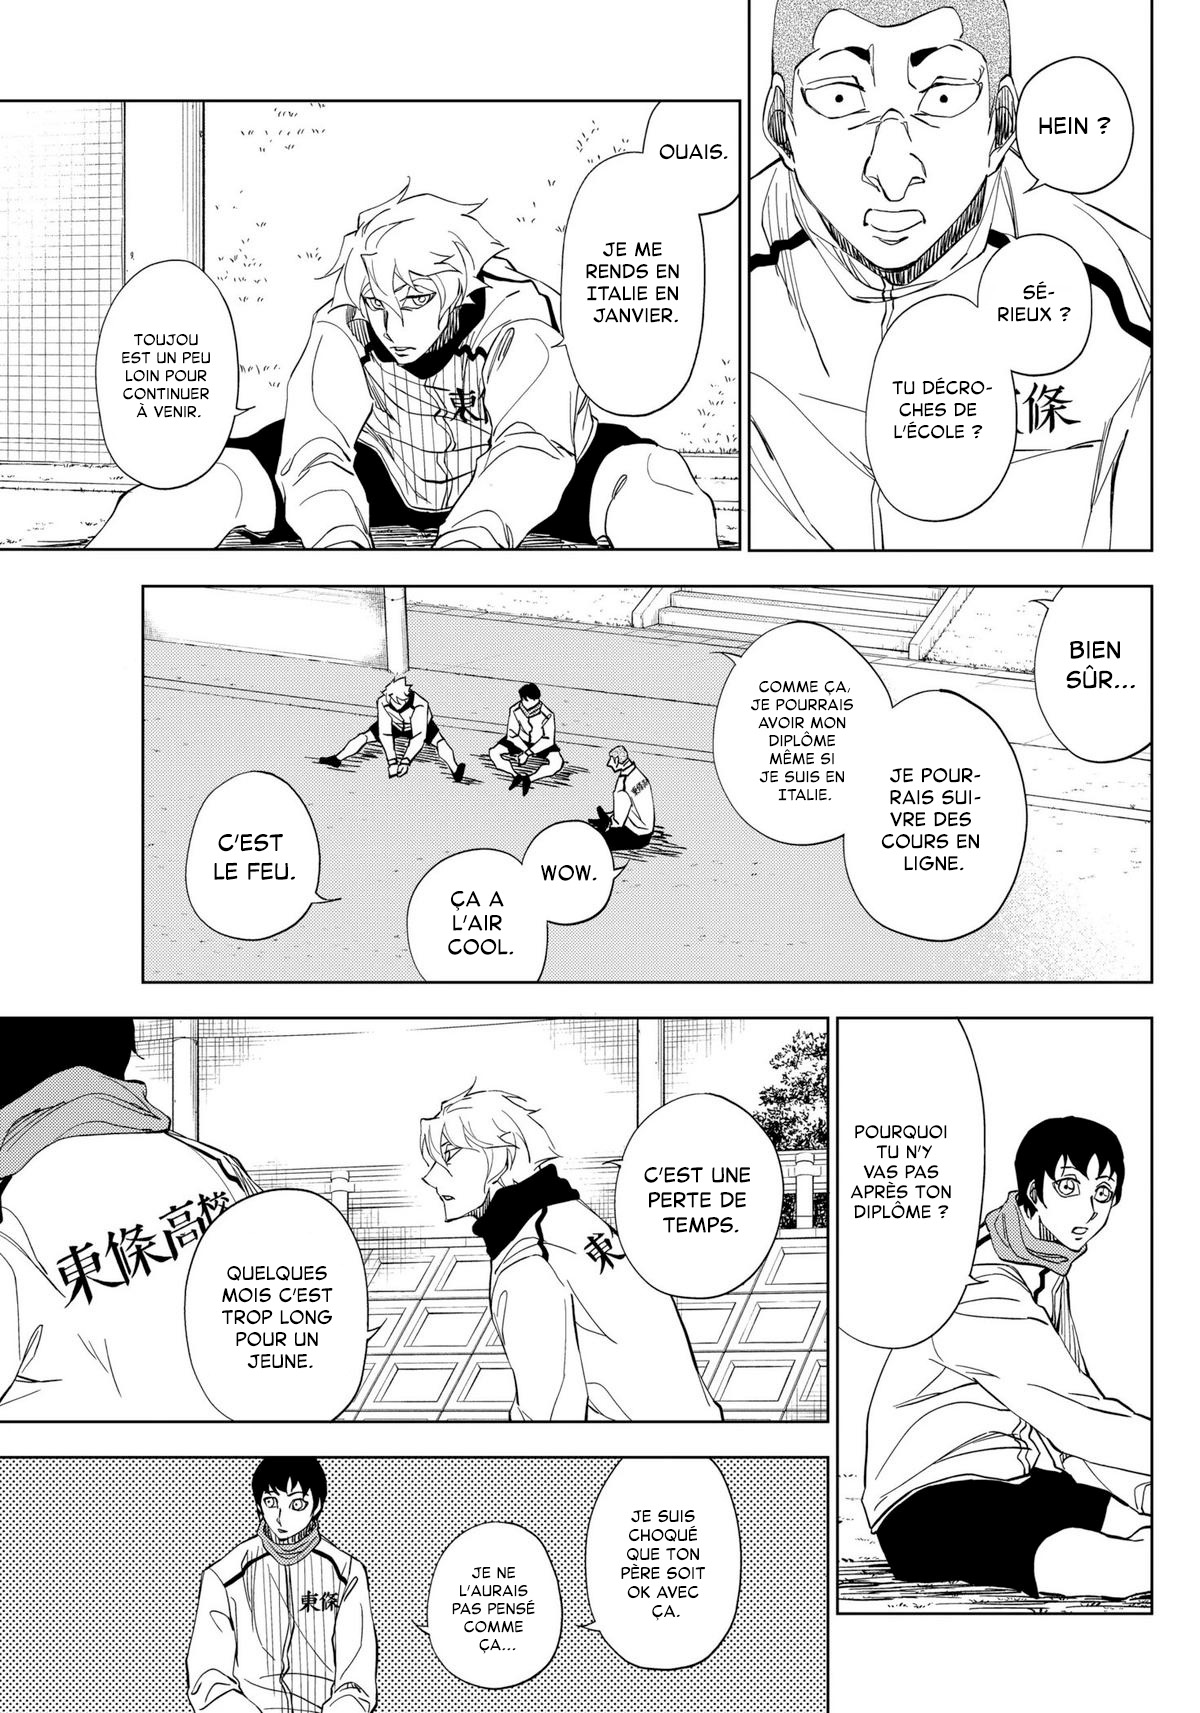 HEIN ?
SÉ-
RIEUX ?
TU DÉCRO-
CHES DE
L'ÉCOLE ?
東條
OUAIS.
JE ME
RENDS EN
ITALIE EN
JANVIER.
TOUJOU
EST UN PEU
LOIN POUR
CONTINUER
À VENIR.
東
BIEN
SÛR...
JE POUR-
RAIS SUI-
VRE DES
COURS EN
LIGNE.
COMME ÇA,
JE POURRAIS
AVOIR MON
DIPLÔME
MÊME SI
JE SUIS EN
ITALIE.
WOW.
ÇA A
L'AIR
COOL.
C'EST
LE FEU.
POURQUOI
TU N'Y
VAS PAS
APRÈS TON
DIPLÔME ?
C'EST UNE
PERTE DE
TEMPS.
東
QUELQUES
MOIS C'EST
TROP LONG
POUR UN
JEUNE.
東條高校
JE SUIS
CHOQUÉ
QUE TON
PÈRE SOIT
OK AVEC
ÇA.
JE NE
L'AURAIS
PAS PENSÉ
COMME
ÇA...
東條